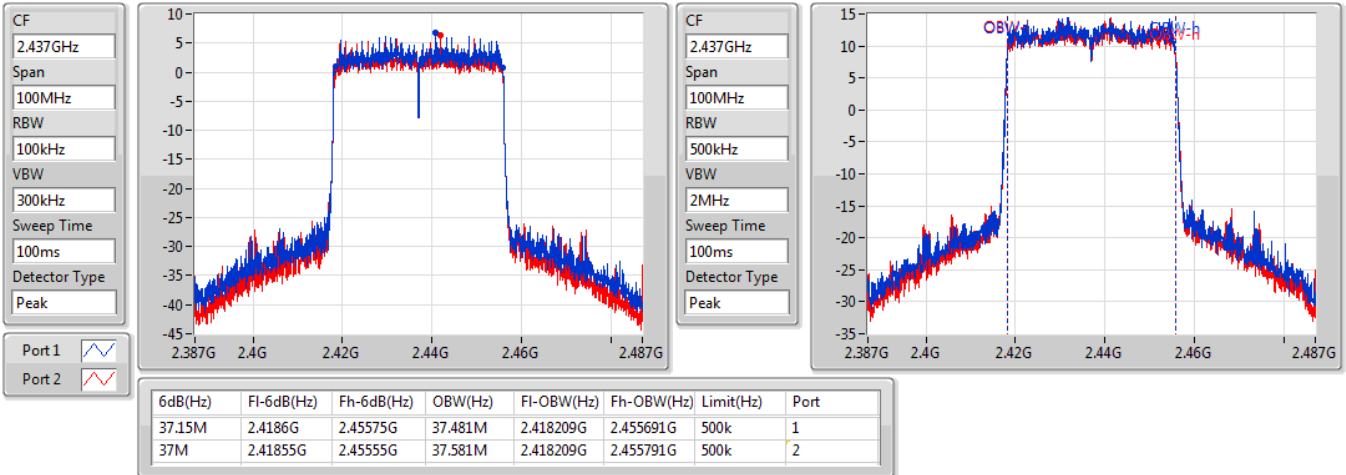 CF
2.437GHz
Span
100MHz
RBW
100kHz
VBW
300kHz
Sweep Time
100ms
Detector Type
Peak
Port 1
Port 2
10
5
0
-5
-10
-15
-20
-25
-30
-35
-40
-45
2.387G 2.4G 2.42G 2.44G 2.46G 2.487G
CF
2.437GHz
Span
100MHz
RBW
500kHz
VBW
2MHz
Sweep Time
100ms
Detector Type
Peak
15
10
5
0
-5
-10
-15
-20
-25
-30
-35
2.387G 2.4G 2.42G 2.44G 2.46G 2.487G
6dB(Hz) Fl-6dB(Hz) Fh-6dB(Hz) OBW(Hz) Fl-OBW(Hz) Fh-OBW(Hz) Limit(Hz) Port
37.15M 2.4186G 2.45575G 37.481M 2.418209G 2.455691G 500k 1
37M 2.41855G 2.45555G 37.581M 2.418209G 2.455791G 500k 2